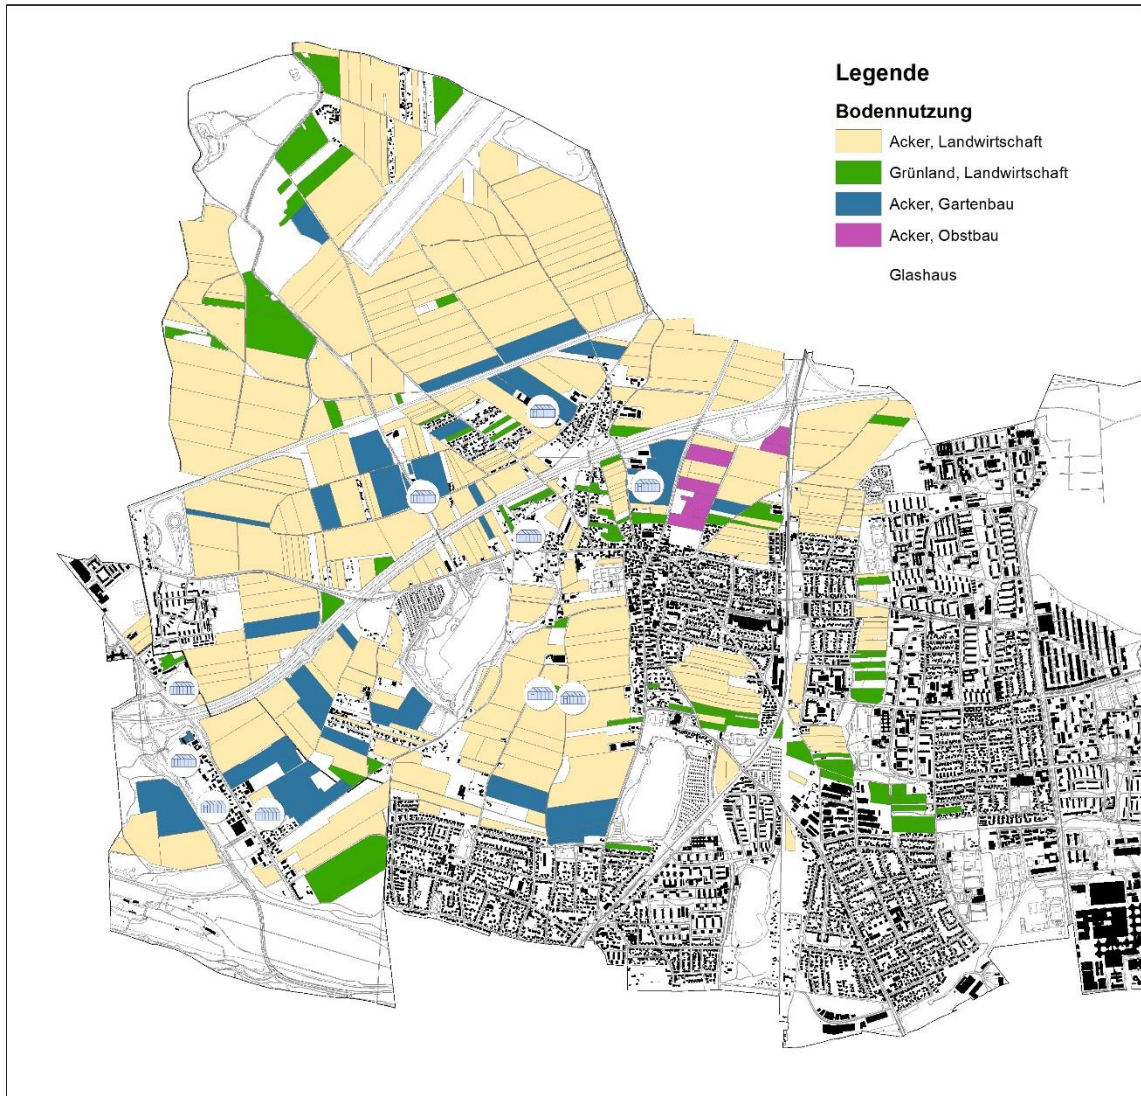 Legende
Bodennutzung
Acker, Landwirtschaft
Grünland, Landwirtschaft
Acker, Gartenbau
Acker, Obstbau
Glashaus